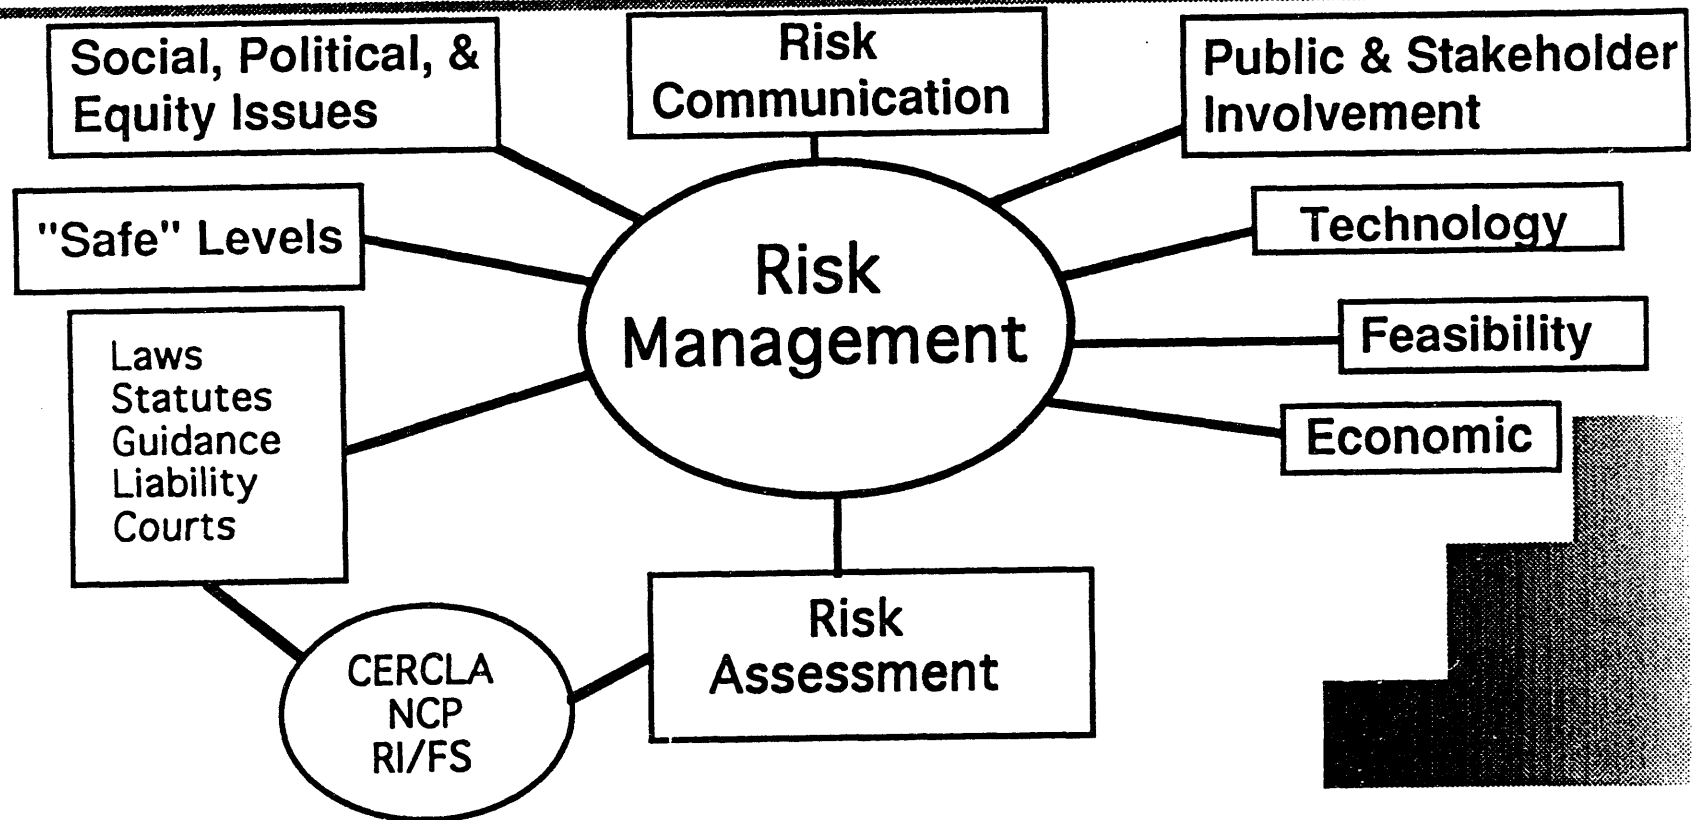 Social, Political, &
Equity Issues
Risk
Communication
Public & Stakeholder
Involvement
"Safe" Levels
Technology
Risk
Management
Feasibility
Laws
Statutes
Guidance
Liability
Courts
Economic
Risk
Assessment
CERCLA
NCP
RI/FS